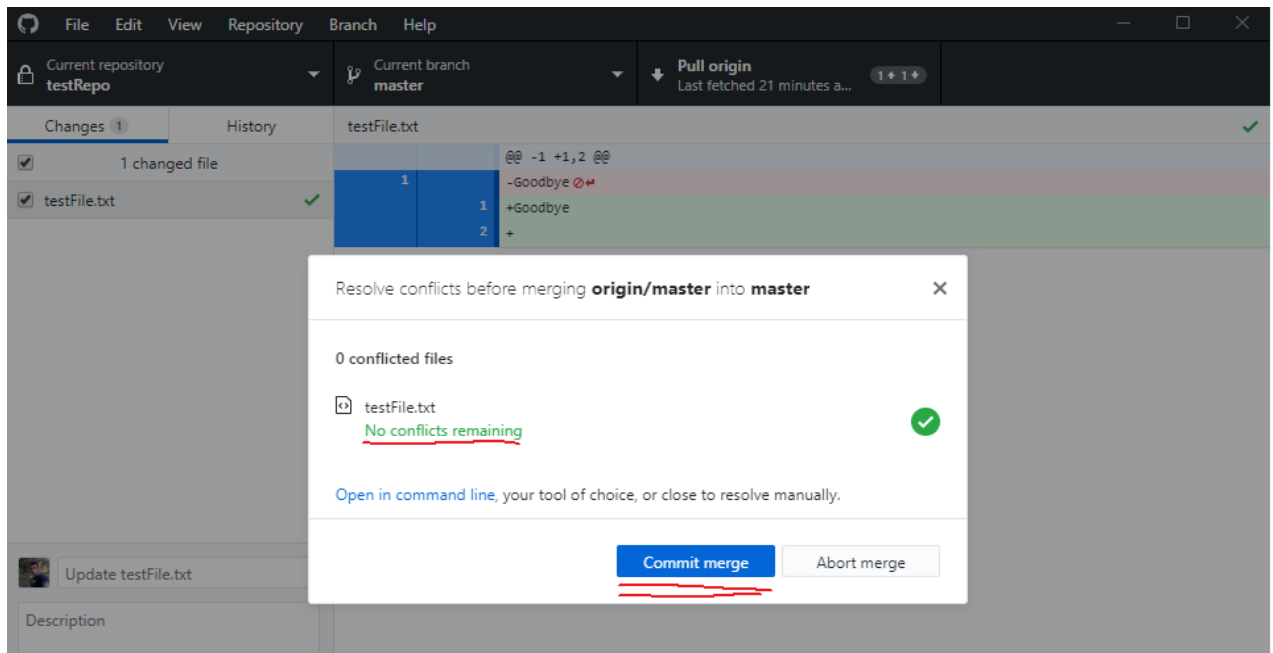 File Edit View Repository Branch Help
Current repository
testRepo
Current branch
master
Pull origin
Last fetched 21 minutes a...
1 1
Changes 1 History
testFile.txt
1 changed file
testFile.txt
@@ -1 +1,2 @@
1 -Goodbye
1 +Goodbye
2 +
Resolve conflicts before merging origin/master into master
0 conflicted files
testFile.txt
No conflicts remaining
Open in command line, your tool of choice, or close to resolve manually.
Commit merge Abort merge
Update testFile.txt
Description